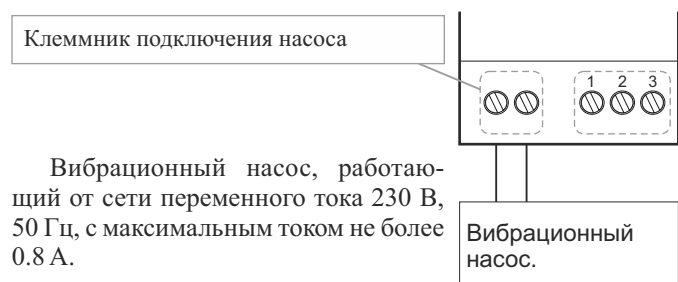 Клеммник подключения насоса
1 2 3
Вибрационный насос, работаю-
щий от сети переменного тока 230 В,
50 Гц, с максимальным током не более
0.8 А.
Вибрационный
насос.